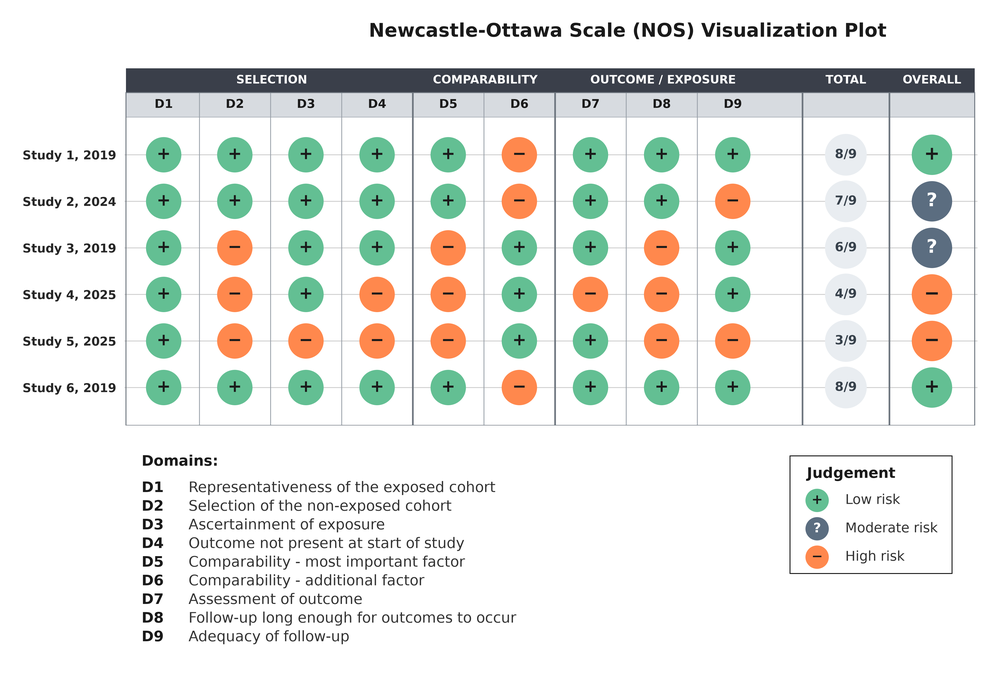 Newcastle-Ottawa Scale (NOS) Visualization Plot
SELECTION COMPARABILITY OUTCOME / EXPOSURE TOTAL OVERALL
D1 D2 D3 D4 D5 D6 D7 D8 D9
Study 1, 2019 + + + + + − + + + 8/9 +
Study 2, 2024 + + + + + − + + − 7/9 ?
Study 3, 2019 + − + + − + + − + 6/9 ?
Study 4, 2025 + − + − − + − − + 4/9 −
Study 5, 2025 + − − − − + + − − 3/9 −
Study 6, 2019 + + + + + − + + + 8/9 +
Domains:
D1 Representativeness of the exposed cohort
D2 Selection of the non-exposed cohort
D3 Ascertainment of exposure
D4 Outcome not present at start of study
D5 Comparability - most important factor
D6 Comparability - additional factor
D7 Assessment of outcome
D8 Follow-up long enough for outcomes to occur
D9 Adequacy of follow-up
Judgement
+ Low risk
? Moderate risk
− High risk